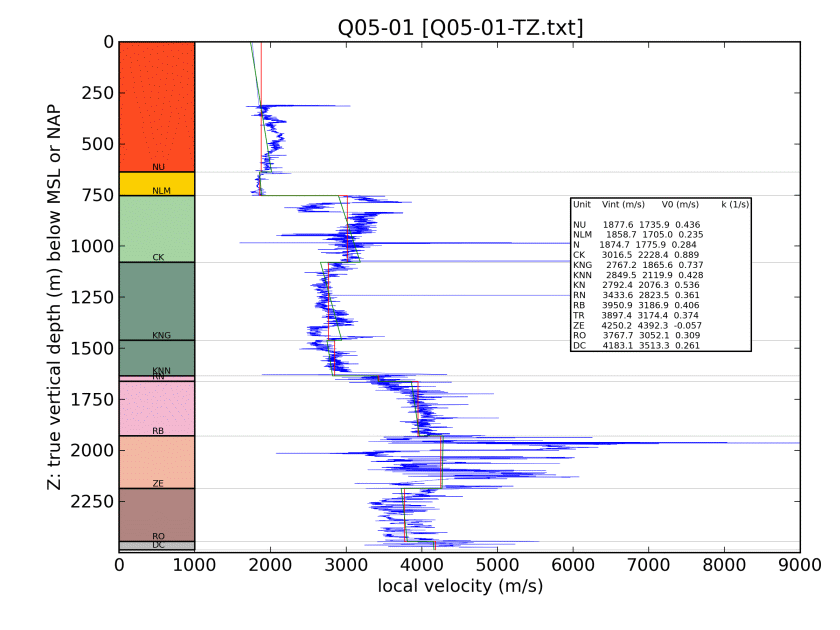 Q05-01 [Q05-01-TZ.txt]
Z: true vertical depth (m) below MSL or NAP
0
250
500
750
1000
1250
1500
1750
2000
2250
NU
NLM
CK
KNG
KNN
RN
RB
ZE
RO
DC
Unit Vint (m/s) V0 (m/s) k (1/s)
NU 1877.6 1735.9 0.436
NLM 1858.7 1705.0 0.235
N 1874.7 1775.9 0.284
CK 3016.5 2228.4 0.889
KNG 2767.2 1865.6 0.737
KNN 2849.5 2119.9 0.428
KN 2792.4 2076.3 0.536
RN 3433.6 2823.5 0.361
RB 3950.9 3186.9 0.406
TR 3897.4 3174.4 0.374
ZE 4250.2 4392.3 -0.057
RO 3767.7 3052.1 0.309
DC 4183.1 3513.3 0.261
0 1000 2000 3000 4000 5000 6000 7000 8000 9000
local velocity (m/s)